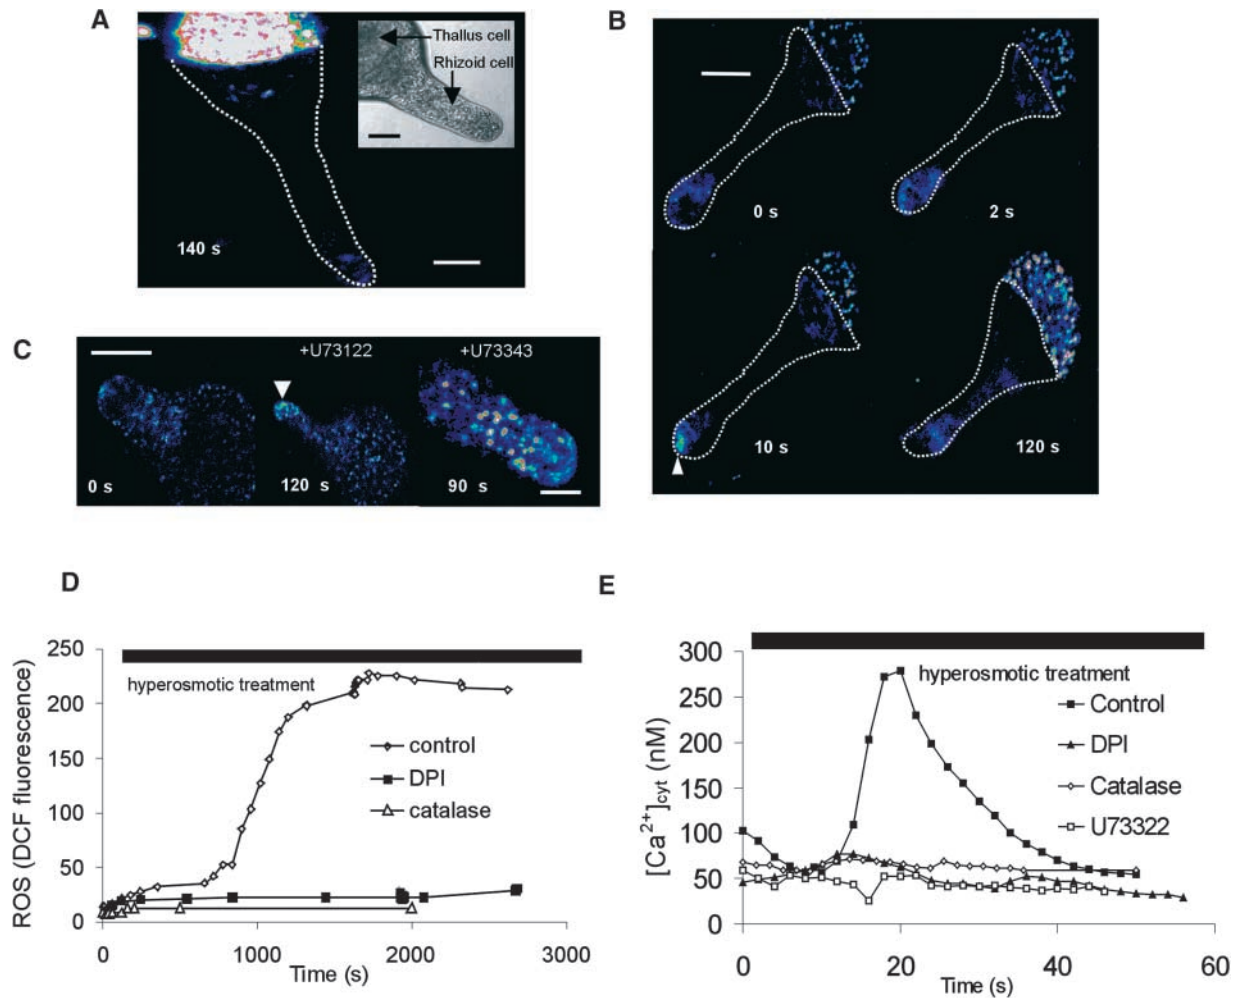 A
Thallus cell
Rhizoid cell
140 s
B
0 s
2 s
10 s
120 s
C
+U73122
+U73343
0 s
120 s
90 s
D
250
200
150
100
50
0
ROS (DCF fluorescence)
hyperosmotic treatment
control
DPI
catalase
0
1000
2000
3000
Time (s)
E
300
250
200
150
100
50
0
[Ca²⁺]cyt (nM)
hyperosmotic treatment
Control
DPI
Catalase
U73322
0
20
40
60
Time (s)